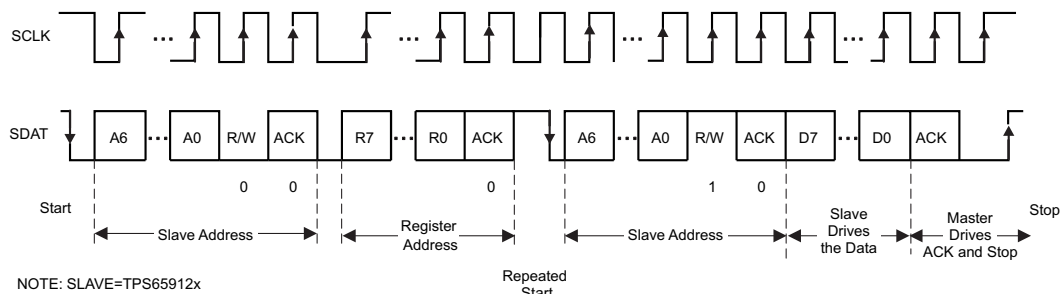 SCLK ... ... ... ...
SDAT A6 ... A0 R/W ACK R7 ... R0 ACK A6 ... A0 R/W ACK D7 ... D0 ACK
0 0 0 1 0
Start Slave Address Register Address Slave Address Slave Drives the Data Master Drives ACK and Stop Stop
Repeated Start
NOTE: SLAVE=TPS65912x